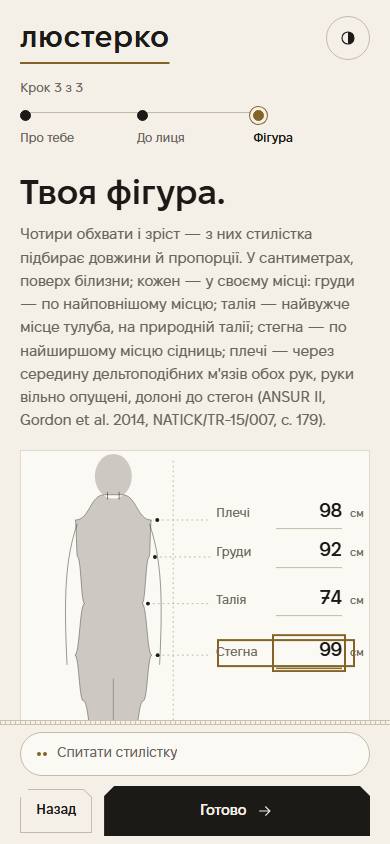 люстерко
Крок 3 з 3
Про тебе До лиця Фігура
Твоя фігура.
Чотири обхвати і зріст — з них стилістка
підбирає довжини й пропорції. У сантиметрах,
поверх білизни; кожен — у своєму місці: груди
— по найповнішому місцю; талія — найвужче
місце тулуба, на природній талії; стегна — по
найширшому місцю сідниць; плечі — через
середину дельтоподібних м'язів обох рук, руки
вільно опущені, долоні до стегон (ANSUR II,
Gordon et al. 2014, NATICK/TR-15/007, с. 179).
Плечі 98 см
Груди 92 см
Талія 74 см
Стегна 99 см
Спитати стилістку
Назад Готово →